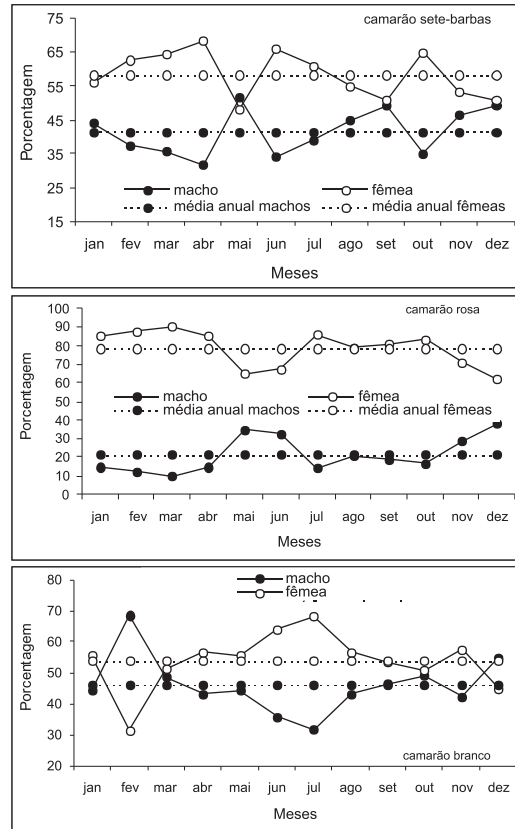 camarão sete-barbas
75
65
55
45
35
25
15
Porcentagem
macho fêmea
média anual machos média anual fêmeas
jan fev mar abr mai jun jul ago set out nov dez
Meses
camarão rosa
100
90
80
70
60
50
40
30
20
10
0
Porcentagem
macho fêmea
média anual machos média anual fêmeas
jan fev mar abr mai jun jul ago set out nov dez
Meses
macho
fêmea
80
70
60
50
40
30
20
Porcentagem
camarão branco
jan fev mar abr mai jun jul ago set out nov dez
Meses